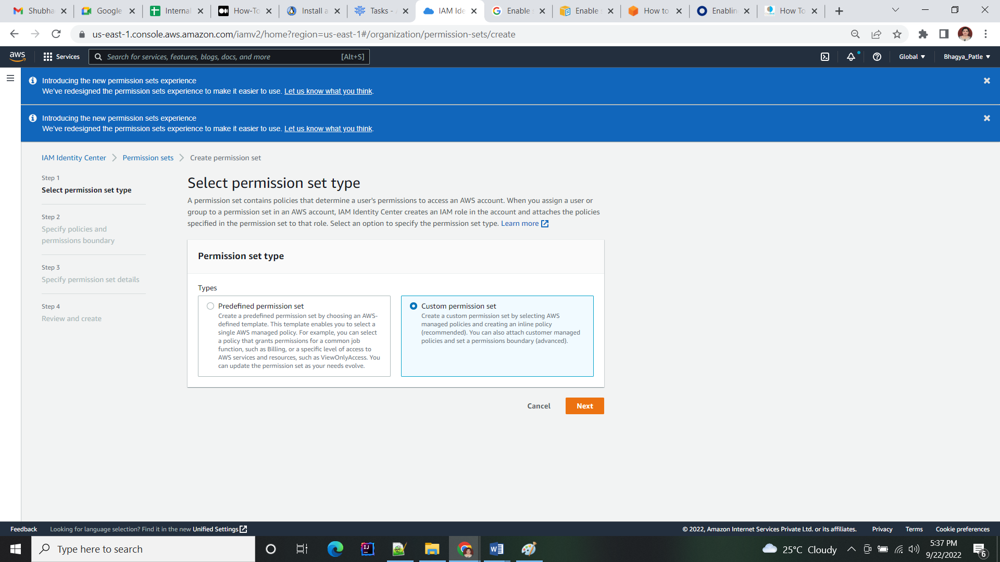 Shubha
Google
Internal
How-To
Install a
Tasks -
IAM Ide
Enable
Enable
How to
Enablin
How To
us-east-1.console.aws.amazon.com/iamv2/home?region=us-east-1#/organization/permission-sets/create
aws
Services
Search for services, features, blogs, docs, and more
[Alt+S]
Global
Bhagya_Patle
Introducing the new permission sets experience
We've redesigned the permission sets experience to make it easier to use. Let us know what you think.
Introducing the new permission sets experience
We've redesigned the permission sets experience to make it easier to use. Let us know what you think.
IAM Identity Center
Permission sets
Create permission set
Step 1
Select permission set type
Step 2
Specify policies and
permissions boundary
Step 3
Specify permission set details
Step 4
Review and create
Select permission set type
A permission set contains policies that determine a user's permissions to access an AWS account. When you assign a user or
group to a permission set in an AWS account, IAM Identity Center creates an IAM role in the account and attaches the policies
specified in the permission set to that role. Select an option to specify the permission set type. Learn more
Permission set type
Types
Predefined permission set
Create a predefined permission set by choosing an AWS-
defined template. This template enables you to select a
single AWS managed policy. For example, you can select
a policy that grants permissions for a common job
function, such as Billing, or a specific level of access to
AWS services and resources, such as ViewOnlyAccess. You
can update the permission set as your needs evolve.
Custom permission set
Create a custom permission set by selecting AWS
managed policies and creating an inline policy
(recommended). You can also attach customer managed
policies and set a permissions boundary (advanced).
Cancel
Next
Feedback
Looking for language selection? Find it in the new Unified Settings
© 2022, Amazon Internet Services Private Ltd. or its affiliates.
Privacy
Terms
Cookie preferences
Type here to search
25°C Cloudy
5:37 PM
9/22/2022
6